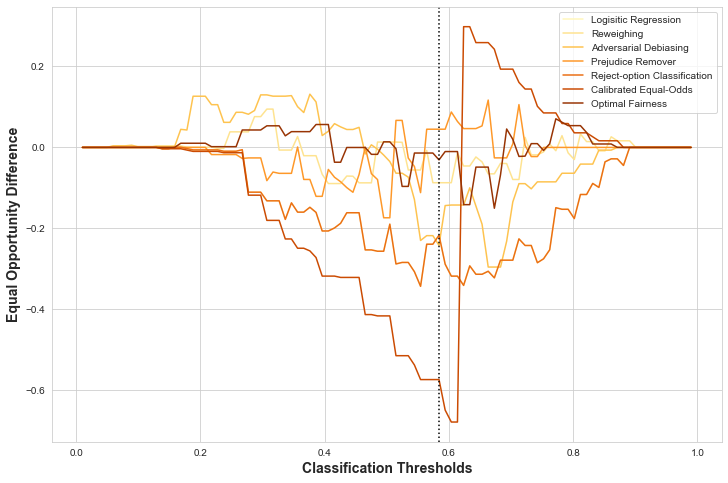 Logisitic Regression
Reweighing
Adversarial Debiasing
Prejudice Remover
Reject-option Classification
Calibrated Equal-Odds
Optimal Fairness
Equal Opportunity Difference
0.2
0.0
−0.2
−0.4
−0.6
0.0 0.2 0.4 0.6 0.8 1.0
Classification Thresholds